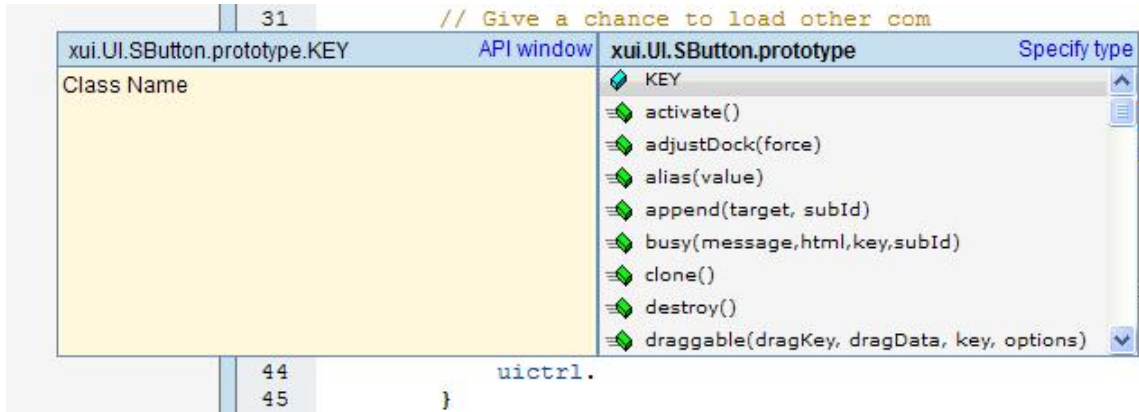 31 // Give a chance to load other com
xui.UI.SButton.prototype.KEY API window
Class Name
xui.UI.SButton.prototype Specify type
KEY
activate()
adjustDock(force)
alias(value)
append(target, subId)
busy(message,html,key,subId)
clone()
destroy()
draggable(dragKey, dragData, key, options)
44 uictrl.
45 }